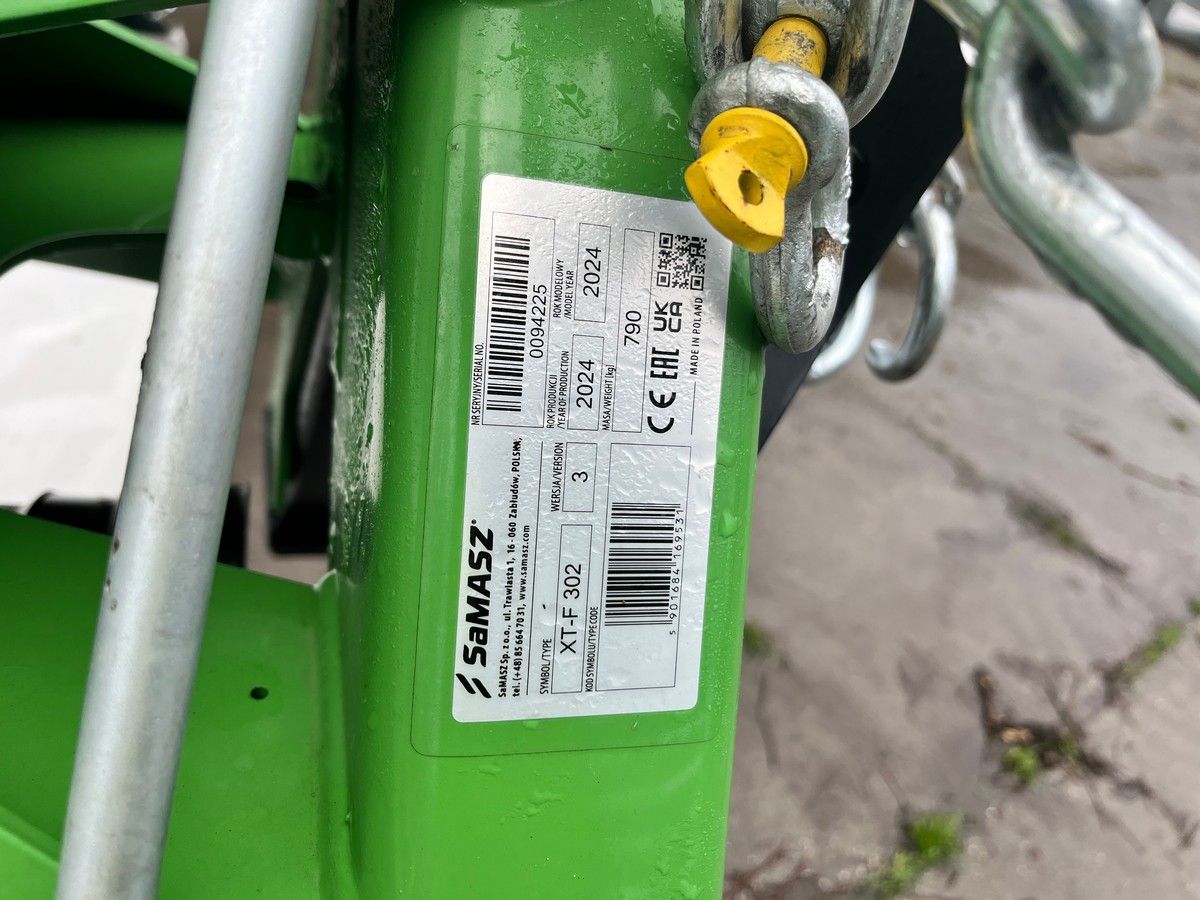 SaMASZ®
SaMASZ Sp. z o.o., ul. Trawiasta 1, 16 - 060 Zabłudów, POLSKA,
tel. (+48) 85 664 70 31, www.samasz.com
NR SERYJNY/SERIAL NO.
0094225
SYMBOL/TYPE
XT-F 302
WERSJA/VERSION
3
ROK PRODUKCJI
/YEAR OF PRODUCTION
2024
ROK MODELOWY
/MODEL YEAR
2024
KOD SYMBOLU/TYPE CODE
5 901684 169531
MASA/WEIGHT [kg]
790
CE EAC UK
CA
MADE IN POLAND